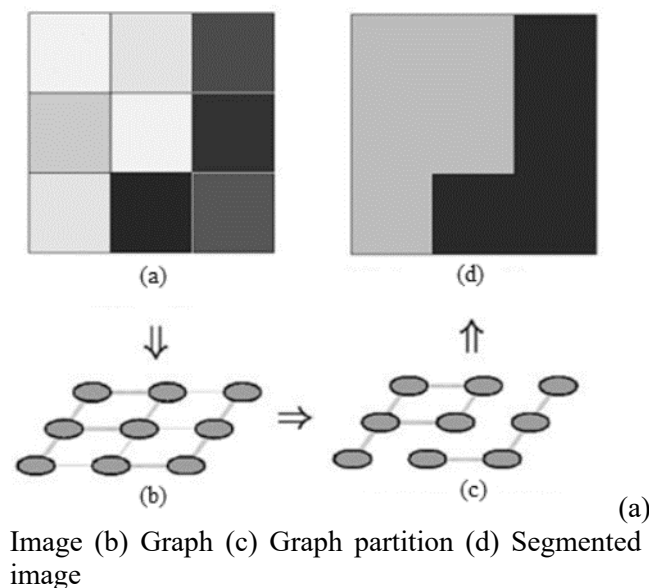 (a)
(d)
(b)
(c)
(a)
Image (b) Graph (c) Graph partition (d) Segmented
image